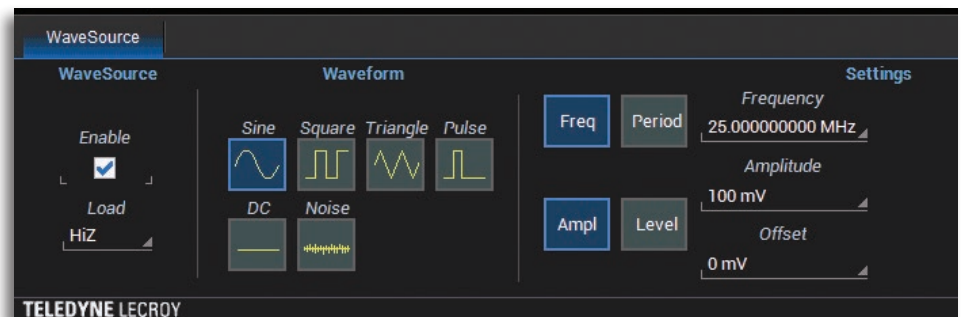 WaveSource
WaveSource
Waveform
Settings
Enable
Load
HiZ
Sine Square Triangle Pulse
DC Noise
Freq Period
Ampl Level
Frequency
25.000000000 MHz
Amplitude
100 mV
Offset
0 mV
TELEDYNE LECROY